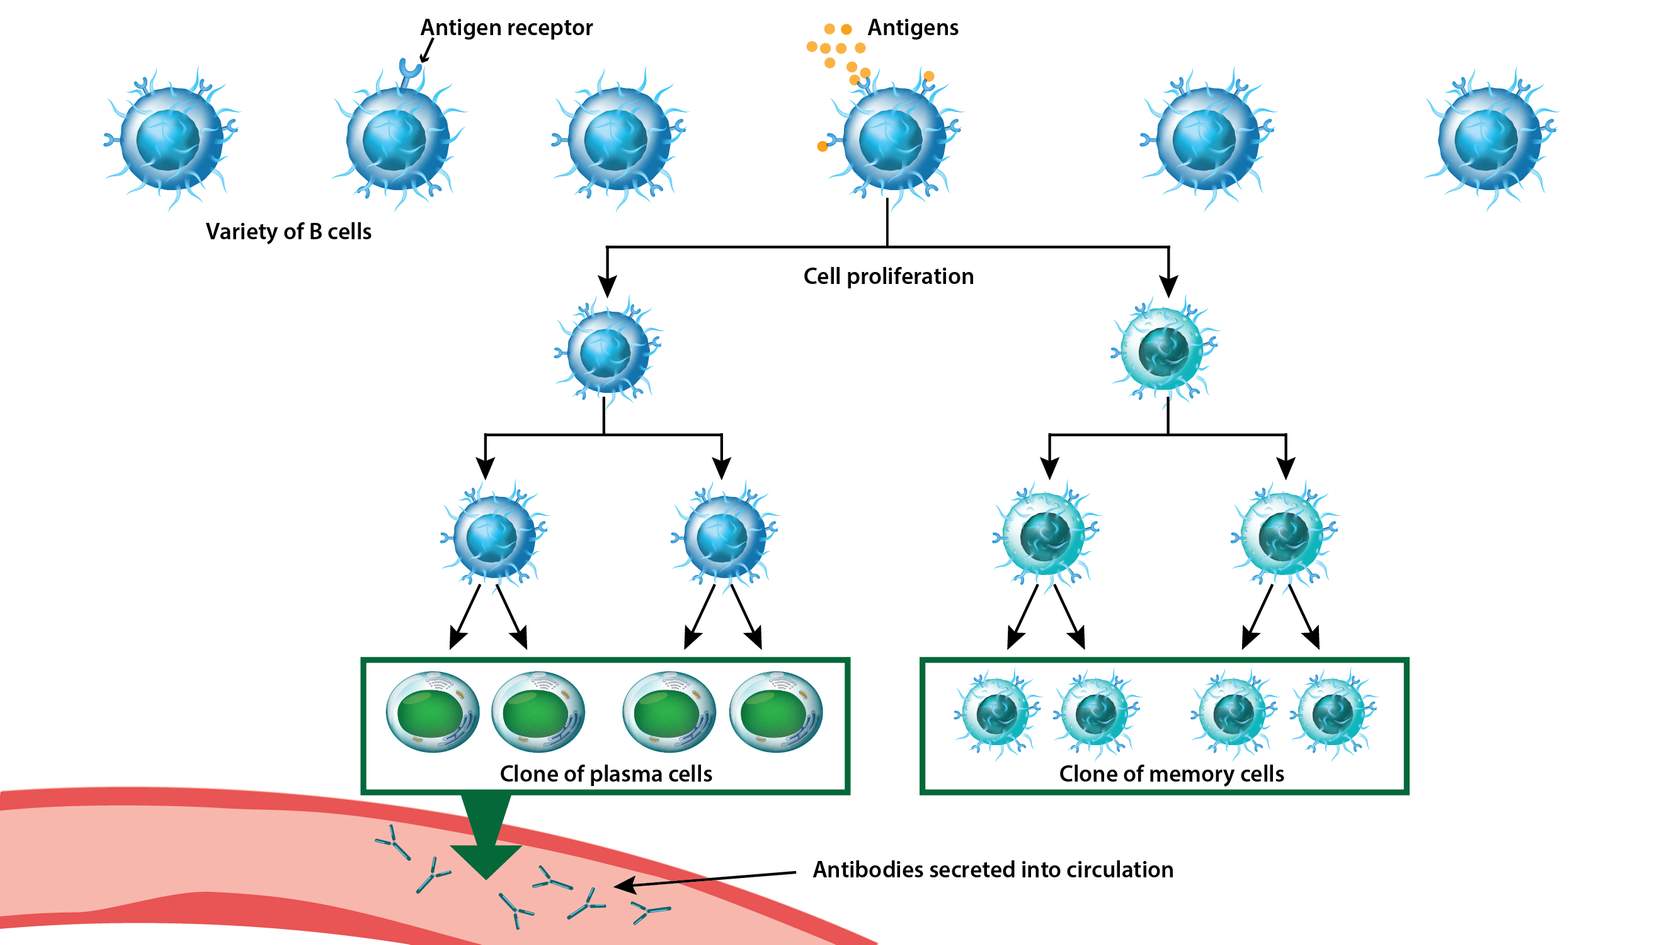 Antigen receptor
Antigens
Variety of B cells
Cell proliferation
Clone of plasma cells
Clone of memory cells
Antibodies secreted into circulation